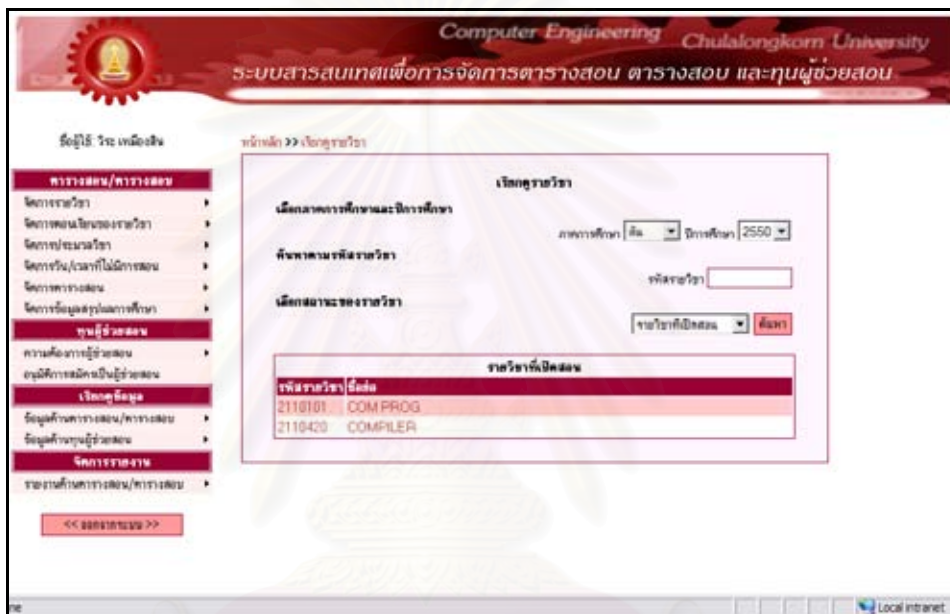 Computer Engineering Chulalongkorn University
ระบบสารสนเทศเพื่อการจัดการตารางสอน ตารางสอบ และทุนผู้ช่วยสอน
ชื่อผู้ใช้: วิระ เหมืองสิน
หน้าหลัก >> เรียกดูรายวิชา
ตารางสอน/ตารางสอบ
จัดการรายวิชา
จัดการตอนเรียนของรายวิชา
จัดการประมวลวิชา
จัดการวัน/เวลาที่ไม่มีการสอน
จัดการตารางสอน
จัดการข้อมูลสรุปผลการศึกษา
ทุนผู้ช่วยสอน
ความต้องการผู้ช่วยสอน
อนุมัติการสมัครเป็นผู้ช่วยสอน
เรียกดูข้อมูล
ข้อมูลด้านตารางสอน/ตารางสอบ
ข้อมูลด้านทุนผู้ช่วยสอน
จัดการรายงาน
รายงานด้านตารางสอน/ตารางสอบ
<< ออกจากระบบ >>
เรียกดูรายวิชา
เลือกภาคการศึกษาและปีการศึกษา
ภาคการศึกษา ต้น ปีการศึกษา 2550
ค้นหาตามรหัสรายวิชา
รหัสรายวิชา
เลือกสถานะของรายวิชา
รายวิชาที่เปิดสอน ค้นหา
รายวิชาที่เปิดสอน
รหัสรายวิชา ชื่อย่อ
2110101 COM PROG
2110420 COMPILER
ne
Local intranet